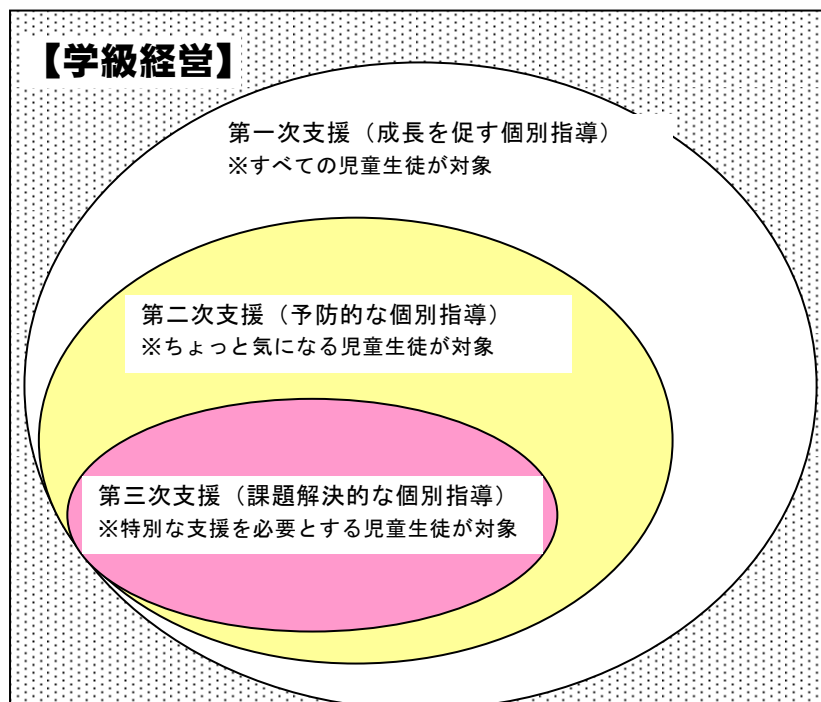 【学級経営】
第一次支援（成長を促す個別指導）
※すべての児童生徒が対象
第二次支援（予防的な個別指導）
※ちょっと気になる児童生徒が対象
第三次支援（課題解決的な個別指導）
※特別な支援を必要とする児童生徒が対象